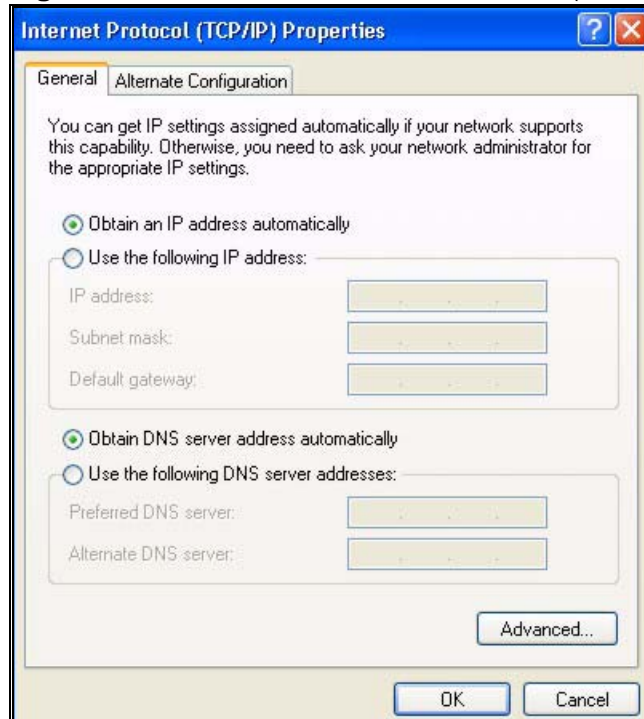 Internet Protocol (TCP/IP) Properties
General
Alternate Configuration
You can get IP settings assigned automatically if your network supports
this capability. Otherwise, you need to ask your network administrator for
the appropriate IP settings.
Obtain an IP address automatically
Use the following IP address:
IP address:
Subnet mask:
Default gateway:
Obtain DNS server address automatically
Use the following DNS server addresses:
Preferred DNS server:
Alternate DNS server:
Advanced...
OK
Cancel